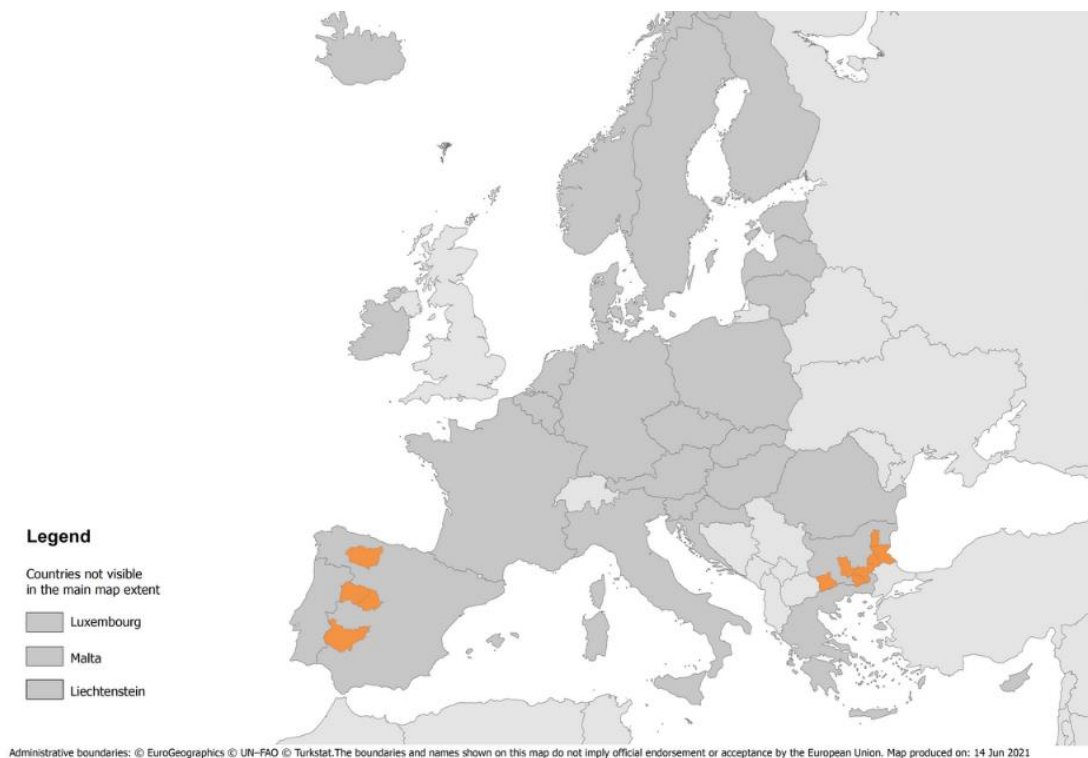 Legend
Countries not visible
in the main map extent
Luxembourg
Malta
Liechtenstein
Administrative boundaries: © EuroGeographics © UN–FAO © Turkstat.The boundaries and names shown on this map do not imply official endorsement or acceptance by the European Union. Map produced on: 14 Jun 2021